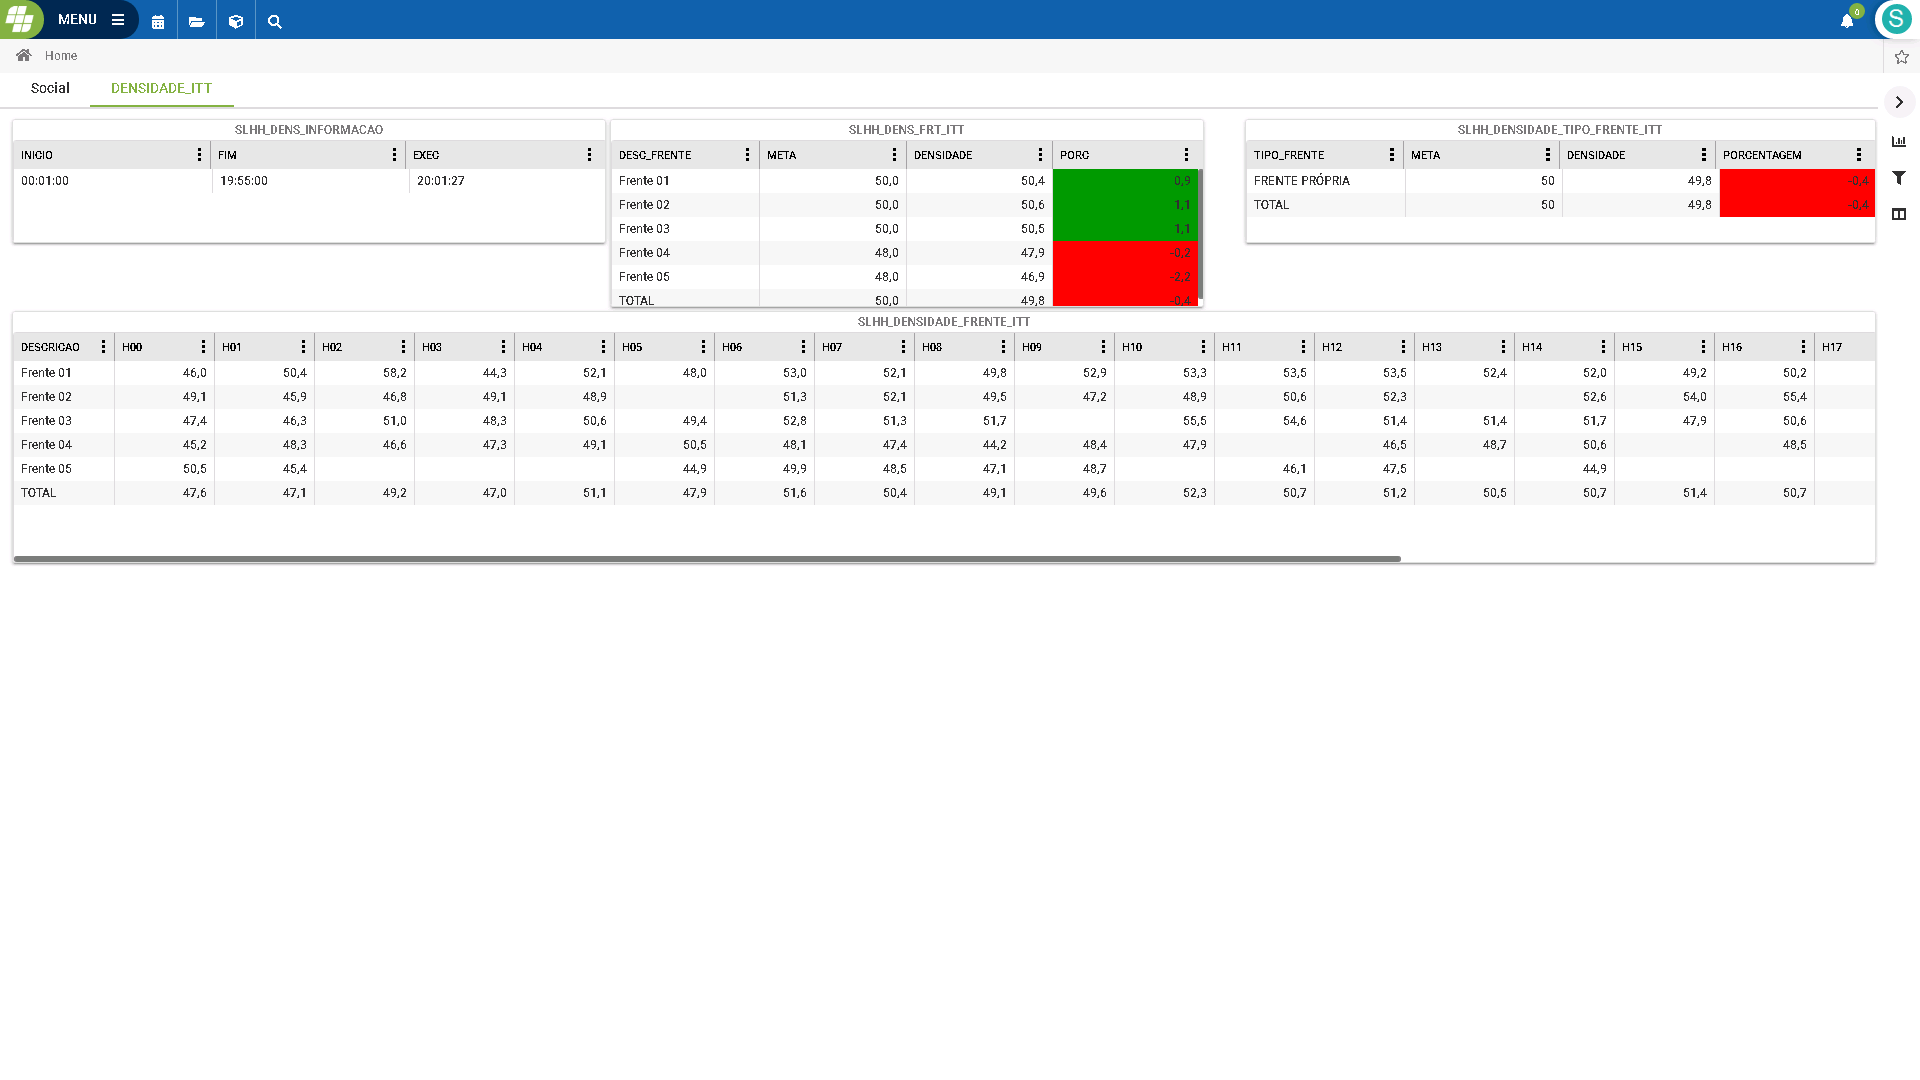 MENU
0
S
Home
Social DENSIDADE_ITT
SLHH_DENS_INFORMACAO
INICIO FIM EXEC
00:01:00 19:55:00 20:01:27
SLHH_DENS_FRT_ITT
DESC_FRENTE META DENSIDADE PORC
Frente 01 50,0 50,4 0,9
Frente 02 50,0 50,6 1,1
Frente 03 50,0 50,5 1,1
Frente 04 48,0 47,9 -0,2
Frente 05 48,0 46,9 -2,2
TOTAL 50,0 49,8 -0,4
SLHH_DENSIDADE_TIPO_FRENTE_ITT
TIPO_FRENTE META DENSIDADE PORCENTAGEM
FRENTE PRÓPRIA 50 49,8 -0,4
TOTAL 50 49,8 -0,4
SLHH_DENSIDADE_FRENTE_ITT
DESCRICAO H00 H01 H02 H03 H04 H05 H06 H07 H08 H09 H10 H11 H12 H13 H14 H15 H16 H17
Frente 01 46,0 50,4 58,2 44,3 52,1 48,0 53,0 52,1 49,8 52,9 53,3 53,5 53,5 52,4 52,0 49,2 50,2
Frente 02 49,1 45,9 46,8 49,1 48,9 51,3 52,1 49,5 47,2 48,9 50,6 52,3 52,6 54,0 55,4
Frente 03 47,4 46,3 51,0 48,3 50,6 49,4 52,8 51,3 51,7 55,5 54,6 51,4 51,4 51,7 47,9 50,6
Frente 04 45,2 48,3 46,6 47,3 49,1 50,5 48,1 47,4 44,2 48,4 47,9 46,5 48,7 50,6 48,5
Frente 05 50,5 45,4 44,9 49,9 48,5 47,1 48,7 46,1 47,5 44,9
TOTAL 47,6 47,1 49,2 47,0 51,1 47,9 51,6 50,4 49,1 49,6 52,3 50,7 51,2 50,5 50,7 51,4 50,7